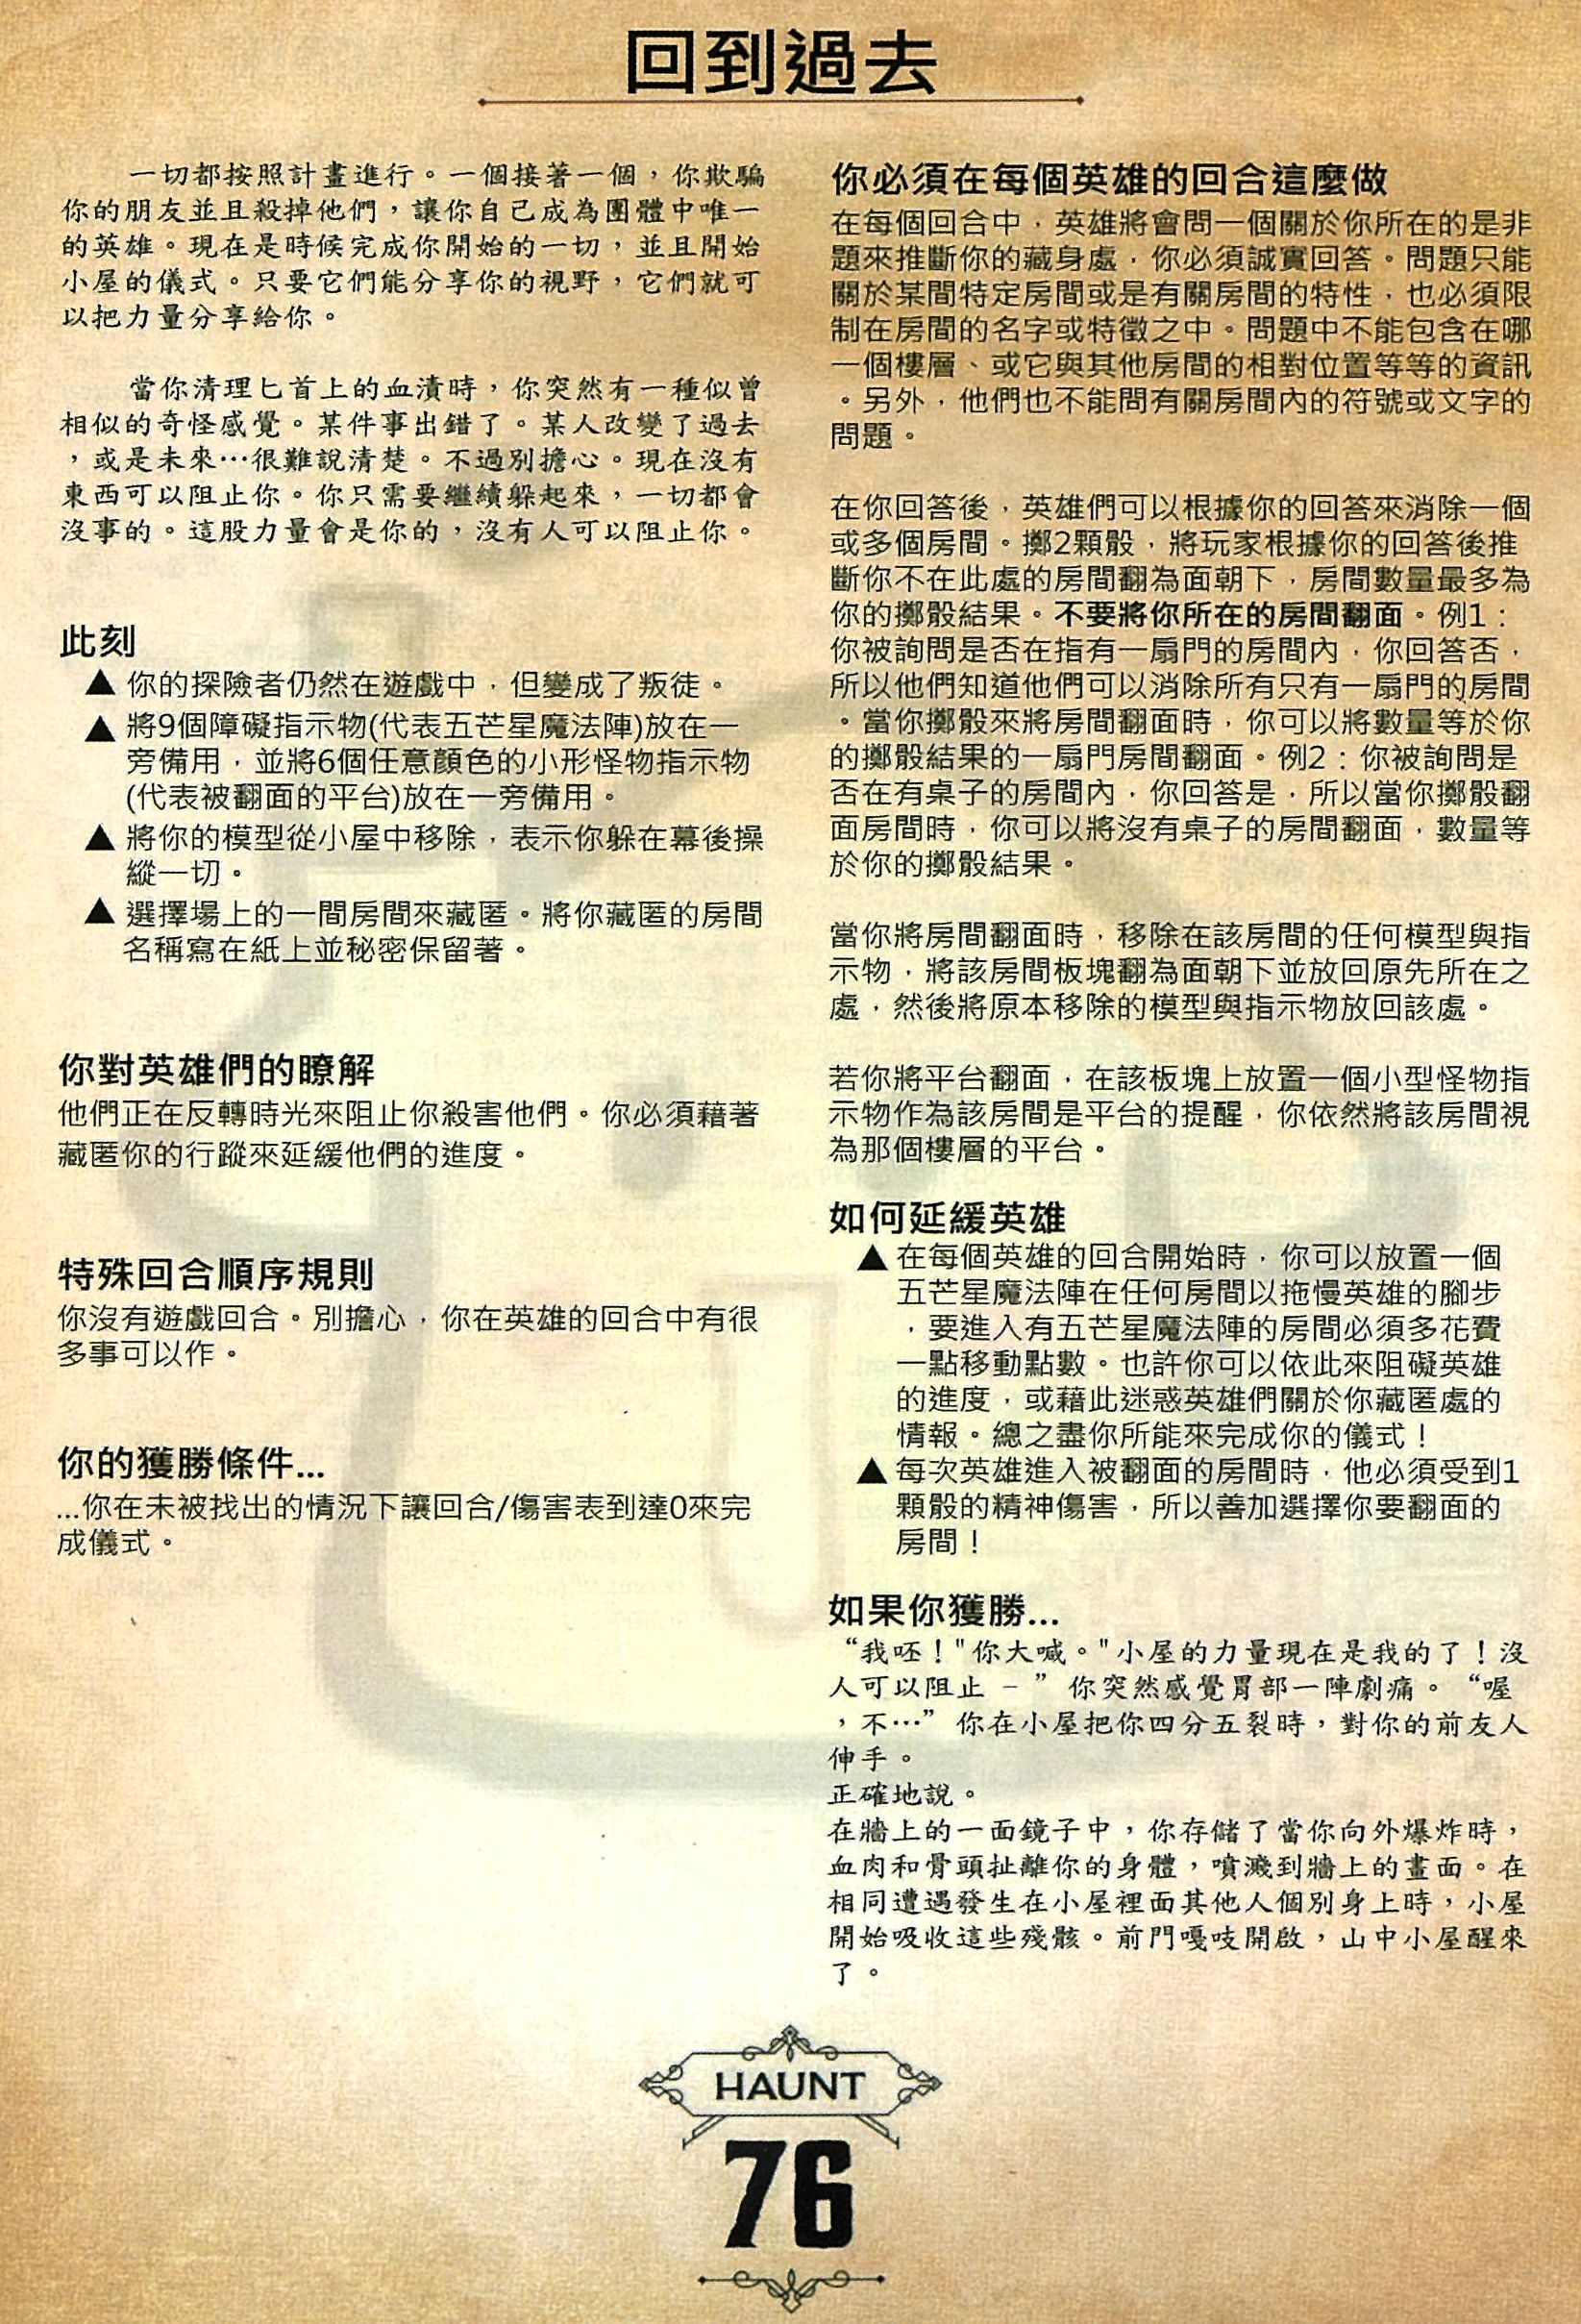 回到過去
一切都按照計畫進行。一個接著一個，你欺騙
你的朋友並且殺掉他們，讓你自己成為團體中唯一
的英雄。現在是時候完成你開始的一切，並且開始
小屋的儀式。只要它們能分享你的視野，它們就可
以把力量分享給你。
當你清理匕首上的血漬時，你突然有一種似曾
相似的奇怪感覺。某件事出錯了。某人改變了過去
，或是未來…很難說清楚。不過別擔心。現在沒有
東西可以阻止你。你只需要繼續躲起來，一切都會
沒事的。這股力量會是你的，沒有人可以阻止你。
此刻
▲ 你的探險者仍然在遊戲中，但變成了叛徒。
▲ 將9個障礙指示物(代表五芒星魔法陣)放在一
旁備用，並將6個任意顏色的小形怪物指示物
(代表被翻面的平台)放在一旁備用。
▲ 將你的模型從小屋中移除，表示你躲在幕後操
縱一切。
▲ 選擇場上的一間房間來藏匿。將你藏匿的房間
名稱寫在紙上並秘密保留著。
你對英雄們的瞭解
他們正在反轉時光來阻止你殺害他們。你必須藉著
藏匿你的行蹤來延緩他們的進度。
特殊回合順序規則
你沒有遊戲回合。別擔心，你在英雄的回合中有很
多事可以作。
你的獲勝條件...
...你在未被找出的情況下讓回合/傷害表到達0來完
成儀式。
你必須在每個英雄的回合這麼做
在每個回合中，英雄將會問一個關於你所在的是非
題來推斷你的藏身處，你必須誠實回答。問題只能
關於某間特定房間或是有關房間的特性，也必須限
制在房間的名字或特徵之中。問題中不能包含在哪
一個樓層、或它與其他房間的相對位置等等的資訊
。另外，他們也不能問有關房間內的符號或文字的
問題。
在你回答後，英雄們可以根據你的回答來消除一個
或多個房間。擲2顆骰，將玩家根據你的回答後推
斷你不在此處的房間翻為面朝下，房間數量最多為
你的擲骰結果。不要將你所在的房間翻面。例1：
你被詢問是否在指有一扇門的房間內，你回答否，
所以他們知道他們可以消除所有只有一扇門的房間
。當你擲骰來將房間翻面時，你可以將數量等於你
的擲骰結果的一扇門房間翻面。例2：你被詢問是
否在有桌子的房間內，你回答是，所以當你擲骰翻
面房間時，你可以將沒有桌子的房間翻面，數量等
於你的擲骰結果。
當你將房間翻面時，移除在該房間的任何模型與指
示物，將該房間板塊翻為面朝下並放回原先所在之
處，然後將原本移除的模型與指示物放回該處。
若你將平台翻面，在該板塊上放置一個小型怪物指
示物作為該房間是平台的提醒，你依然將該房間視
為那個樓層的平台。
如何延緩英雄
▲ 在每個英雄的回合開始時，你可以放置一個
五芒星魔法陣在任何房間以拖慢英雄的腳步
，要進入有五芒星魔法陣的房間必須多花費
一點移動點數。也許你可以依此來阻礙英雄
的進度，或藉此迷惑英雄們關於你藏匿處的
情報。總之盡你所能來完成你的儀式！
▲ 每次英雄進入被翻面的房間時，他必須受到1
顆骰的精神傷害，所以善加選擇你要翻面的
房間！
如果你獲勝...
“我呸！"你大喊。"小屋的力量現在是我的了！沒
人可以阻止 – ” 你突然感覺胃部一陣劇痛。 “喔
，不…” 你在小屋把你四分五裂時，對你的前友人
伸手。
正確地說。
在牆上的一面鏡子中，你存儲了當你向外爆炸時，
血肉和骨頭扯離你的身體，噴濺到牆上的畫面。在
相同遭遇發生在小屋裡面其他人個別身上時，小屋
開始吸收這些殘骸。前門嘎吱開啟，山中小屋醒來
了。
HAUNT
76